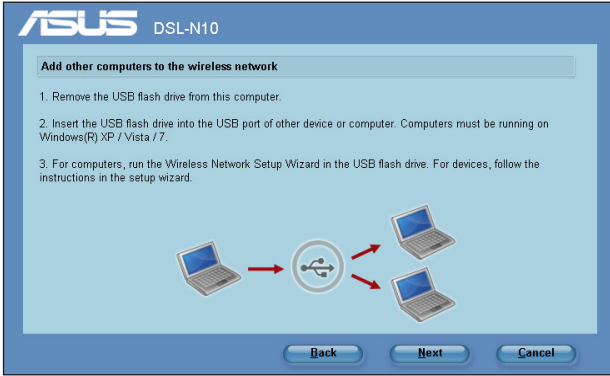 ASUS DSL-N10
Add other computers to the wireless network
1. Remove the USB flash drive from this computer.
2. Insert the USB flash drive into the USB port of other device or computer. Computers must be running on
Windows(R) XP / Vista / 7.
3. For computers, run the Wireless Network Setup Wizard in the USB flash drive. For devices, follow the
instructions in the setup wizard.
Back Next Cancel